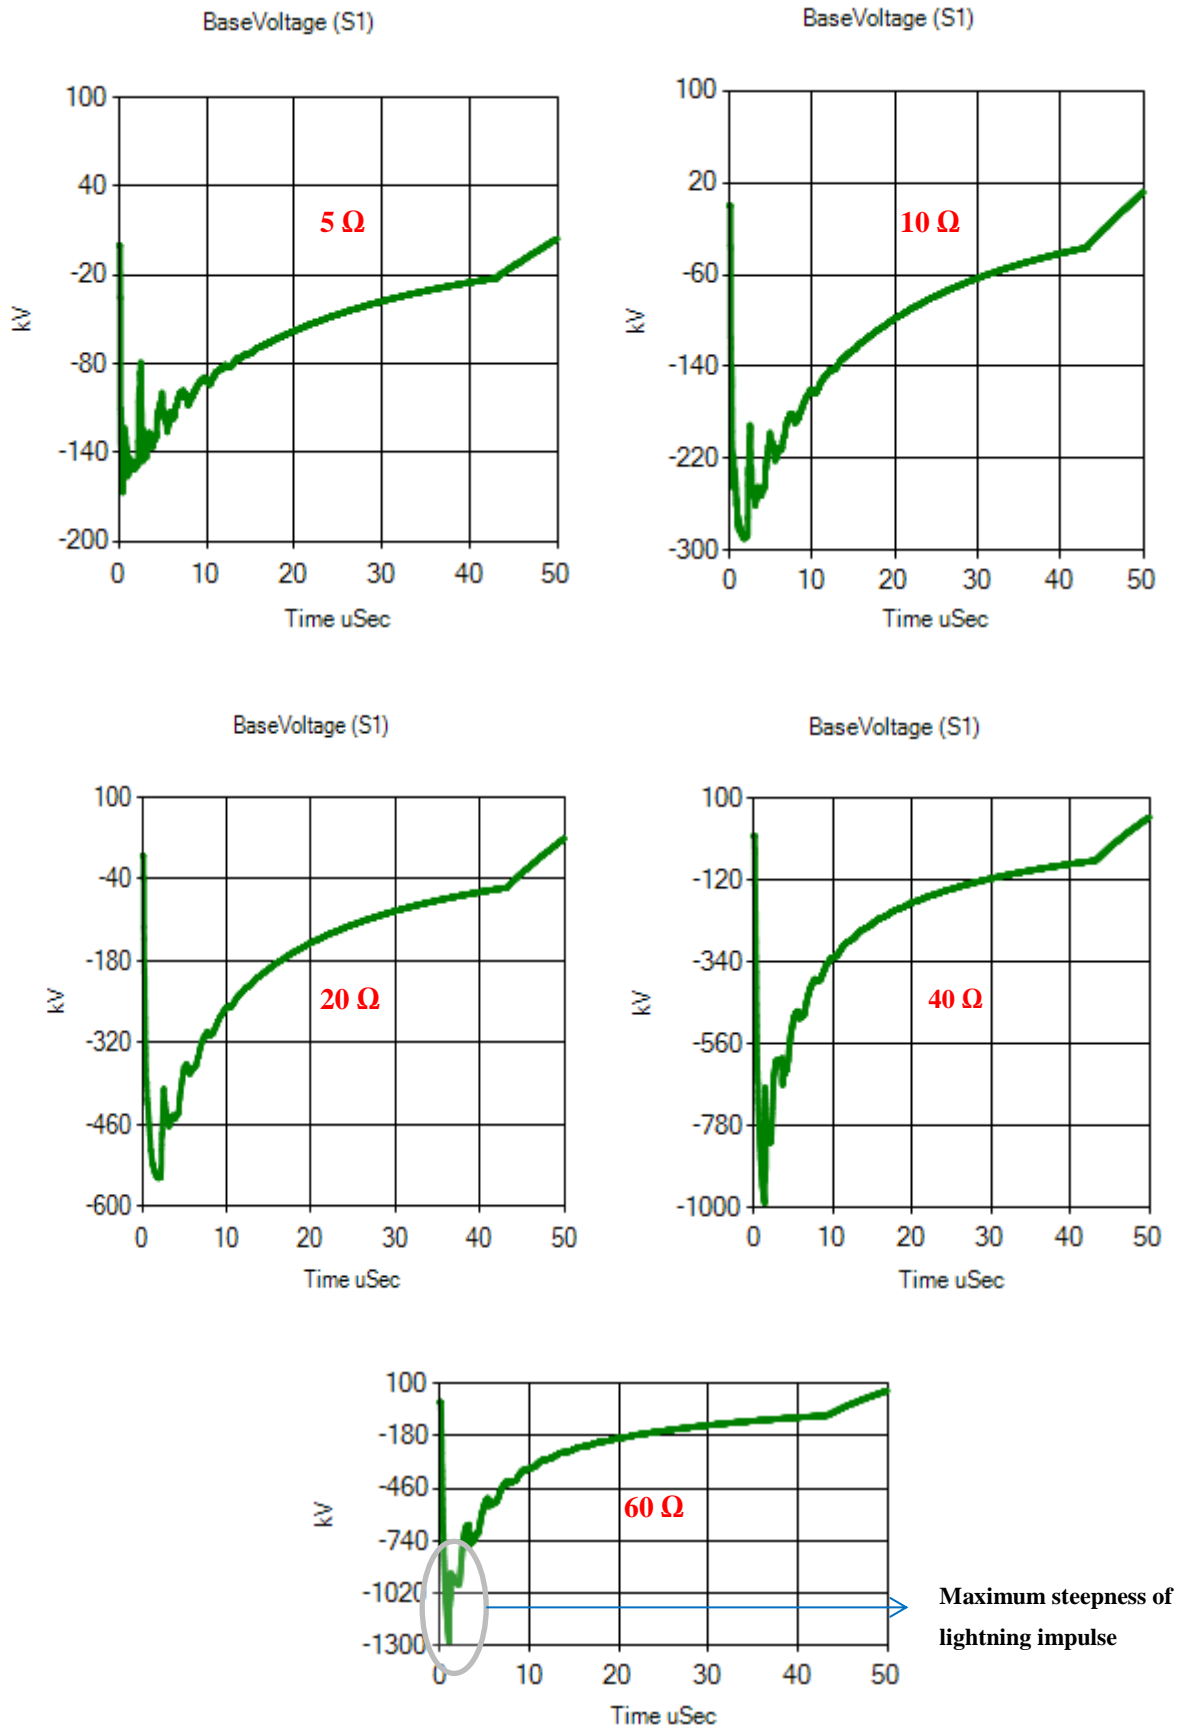 BaseVoltage (S1)
100
40
-20
-80
-140
-200
kV
5 Ω
0 10 20 30 40 50
Time uSec
BaseVoltage (S1)
100
20
-60
-140
-220
-300
kV
10 Ω
0 10 20 30 40 50
Time uSec
BaseVoltage (S1)
100
-40
-180
-320
-460
-600
kV
20 Ω
0 10 20 30 40 50
Time uSec
BaseVoltage (S1)
100
-120
-340
-560
-780
-1000
kV
40 Ω
0 10 20 30 40 50
Time uSec
100
-180
-460
-740
-1020
-1300
kV
60 Ω
0 10 20 30 40 50
Time uSec
Maximum steepness of
lightning impulse